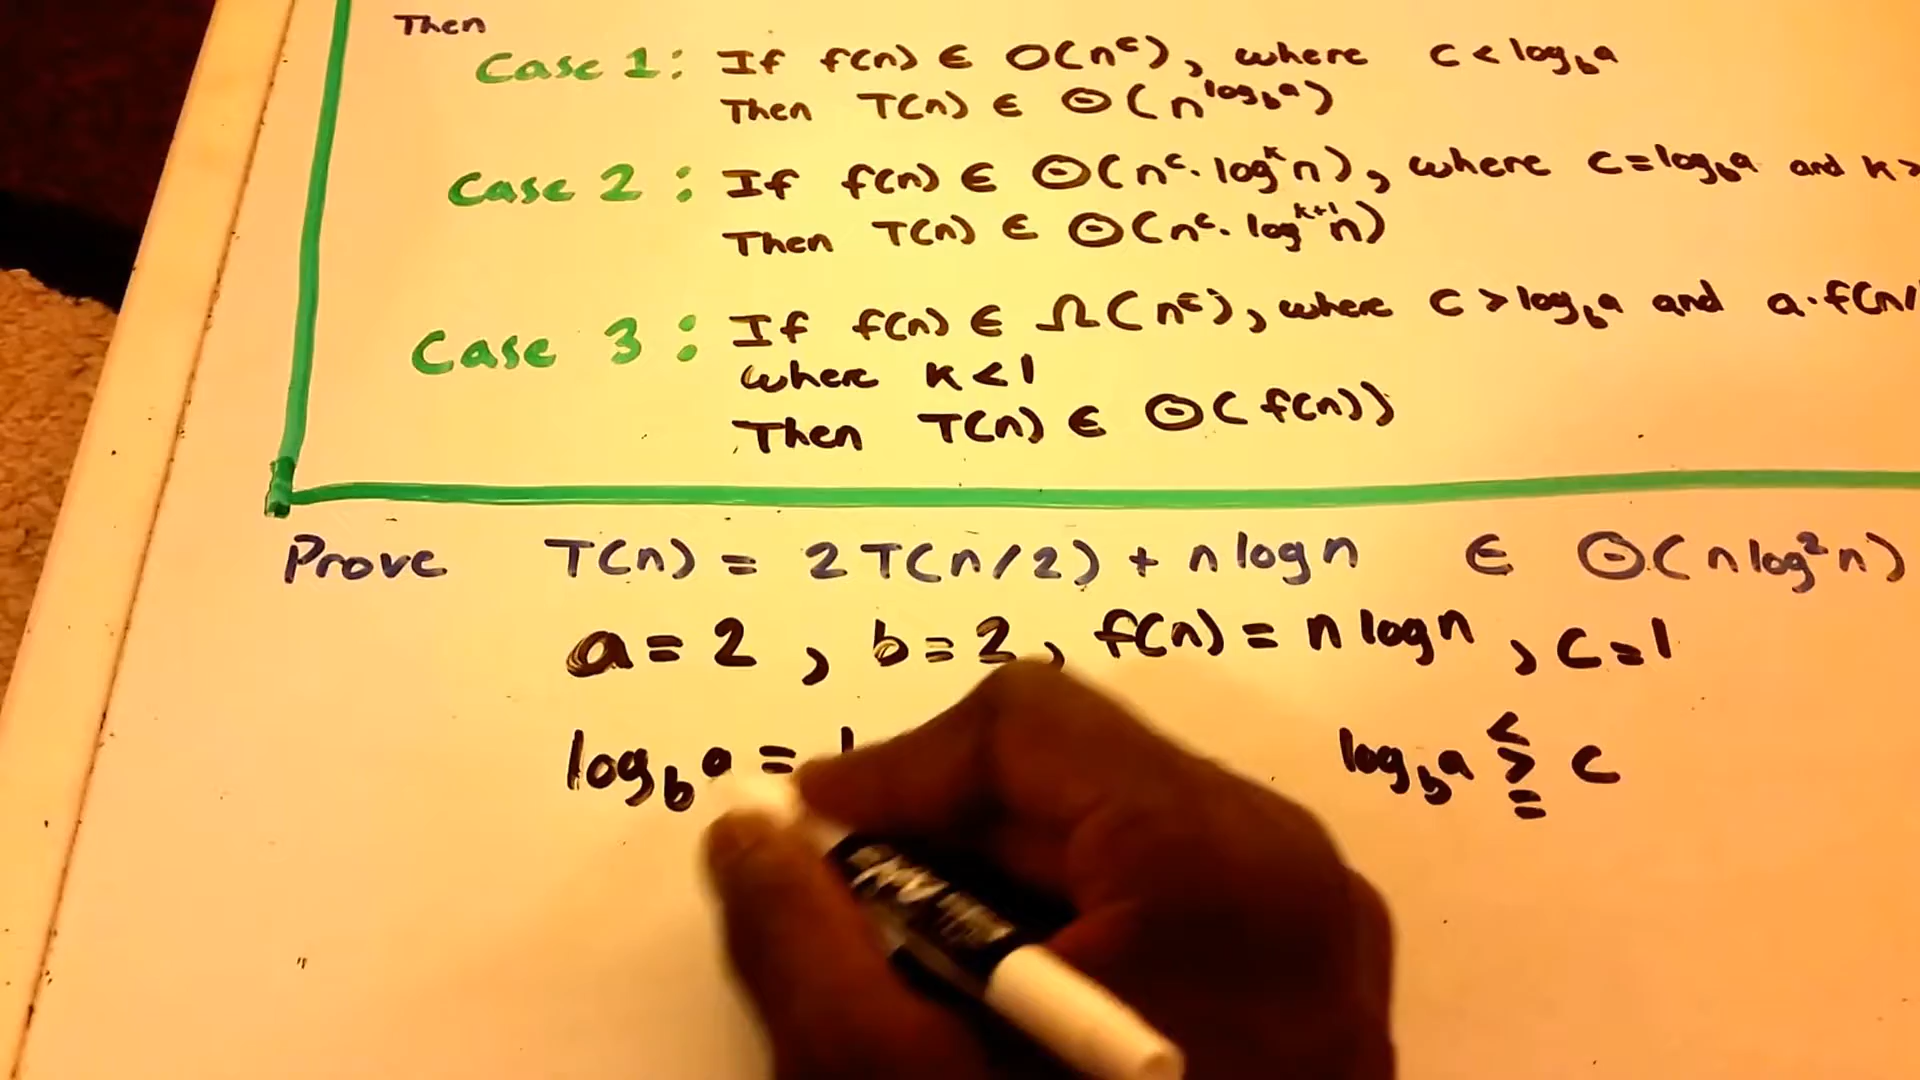 Then
Case 1: If f(n) ∈ O(n^c), where c < log_b a
Then T(n) ∈ Θ(n^{log_b a})
Case 2: If f(n) ∈ Θ(n^c · log^k n), where c = log_b a and k >
Then T(n) ∈ Θ(n^c · log^{k+1} n)
Case 3: If f(n) ∈ Ω(n^c), where c > log_b a and a·f(n/
where k < 1
Then T(n) ∈ Θ(f(n))
Prove T(n) = 2T(n/2) + n log n ∈ Θ(n log^2 n)
a = 2, b = 2, f(n) = n log n, c = 1
log_b a = log_b a < > = c